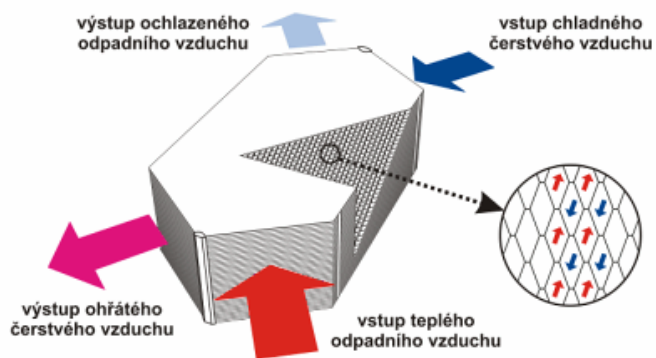 výstup ochlazeného
odpadního vzduchu
vstup chladného
čerstvého vzduchu
výstup ohřátého
čerstvého vzduchu
vstup teplého
odpadního vzduchu